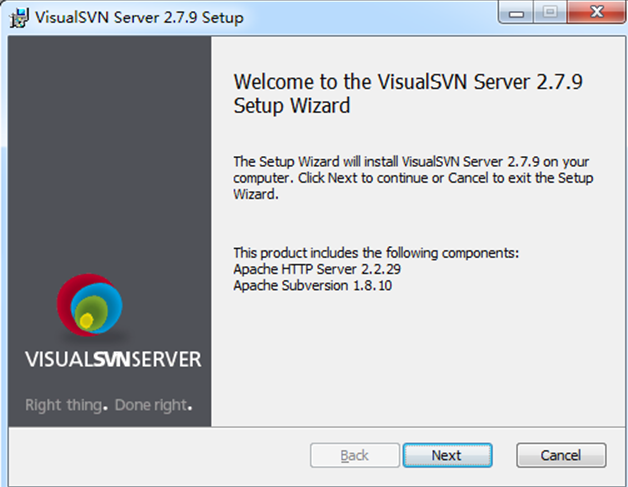 VisualSVN Server 2.7.9 Setup
Welcome to the VisualSVN Server 2.7.9
Setup Wizard
The Setup Wizard will install VisualSVN Server 2.7.9 on your
computer. Click Next to continue or Cancel to exit the Setup
Wizard.
This product includes the following components:
Apache HTTP Server 2.2.29
Apache Subversion 1.8.10
VISUALSVNSERVER
Right thing. Done right.
Back
Next
Cancel